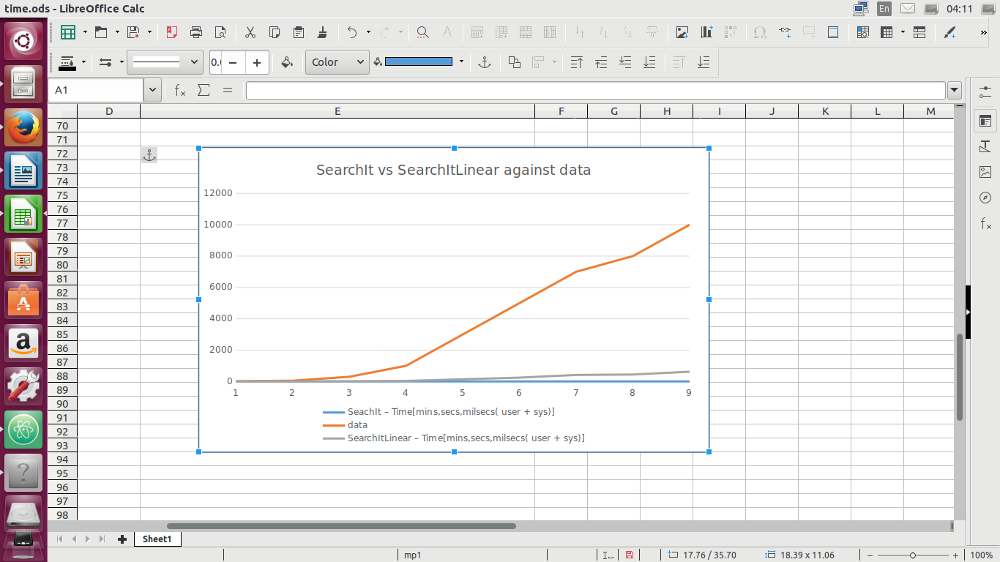 time.ods - LibreOffice Calc
En
04:11
Color
A1
D E F G H I J K L M
70
71
72
73
74
75
76
77
78
79
80
81
82
83
84
85
86
87
88
89
90
91
92
93
94
95
96
97
98
SearchIt vs SearchItLinear against data
12000
10000
8000
6000
4000
2000
0
1 2 3 4 5 6 7 8 9
SeachIt – Time[mins,secs,milsecs( user + sys)]
data
SearchItLinear – Time[mins,secs,milsecs( user + sys)]
Sheet1
mp1
17.76 / 35.70
18.39 x 11.06
100%